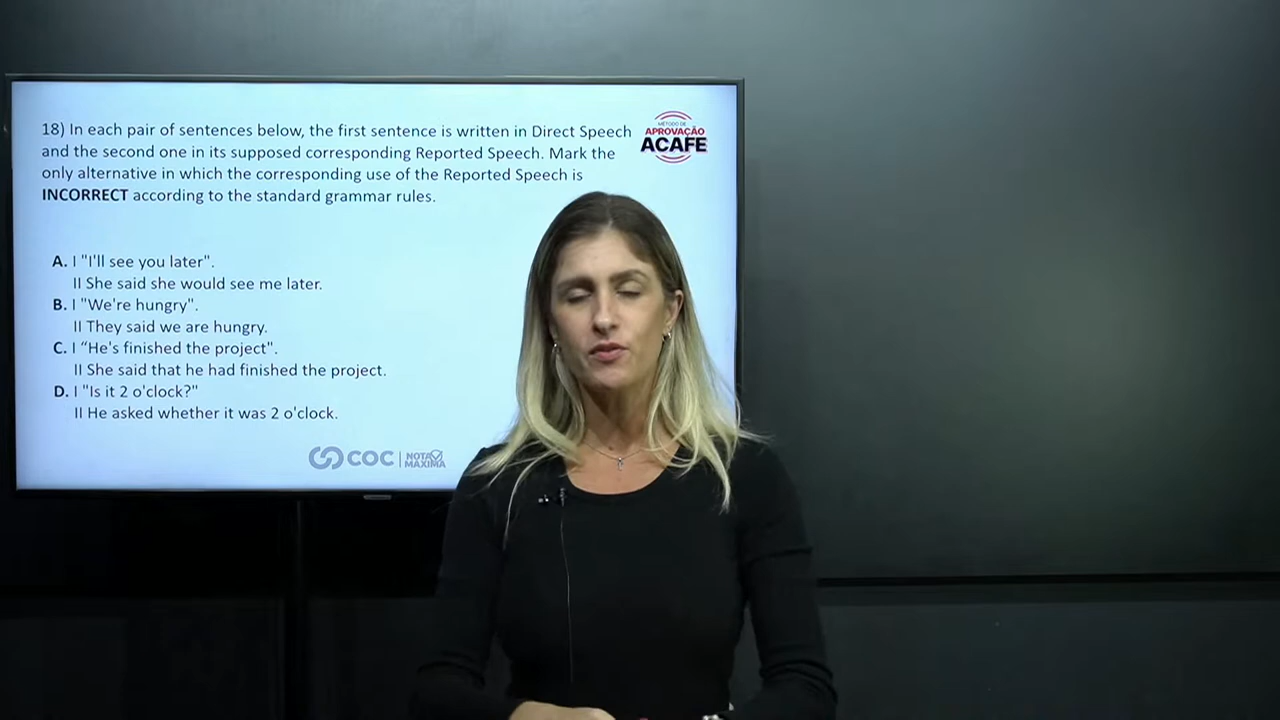 18) In each pair of sentences below, the first sentence is written in Direct Speech
and the second one in its supposed corresponding Reported Speech. Mark the
only alternative in which the corresponding use of the Reported Speech is
INCORRECT according to the standard grammar rules.
MÉTODO DE
APROVAÇÃO
ACAFE
A. I "I'll see you later".
II She said she would see me later.
B. I "We're hungry".
II They said we are hungry.
C. I “He's finished the project".
II She said that he had finished the project.
D. I "Is it 2 o'clock?"
II He asked whether it was 2 o'clock.
COC | NOTA
MÁXIMA